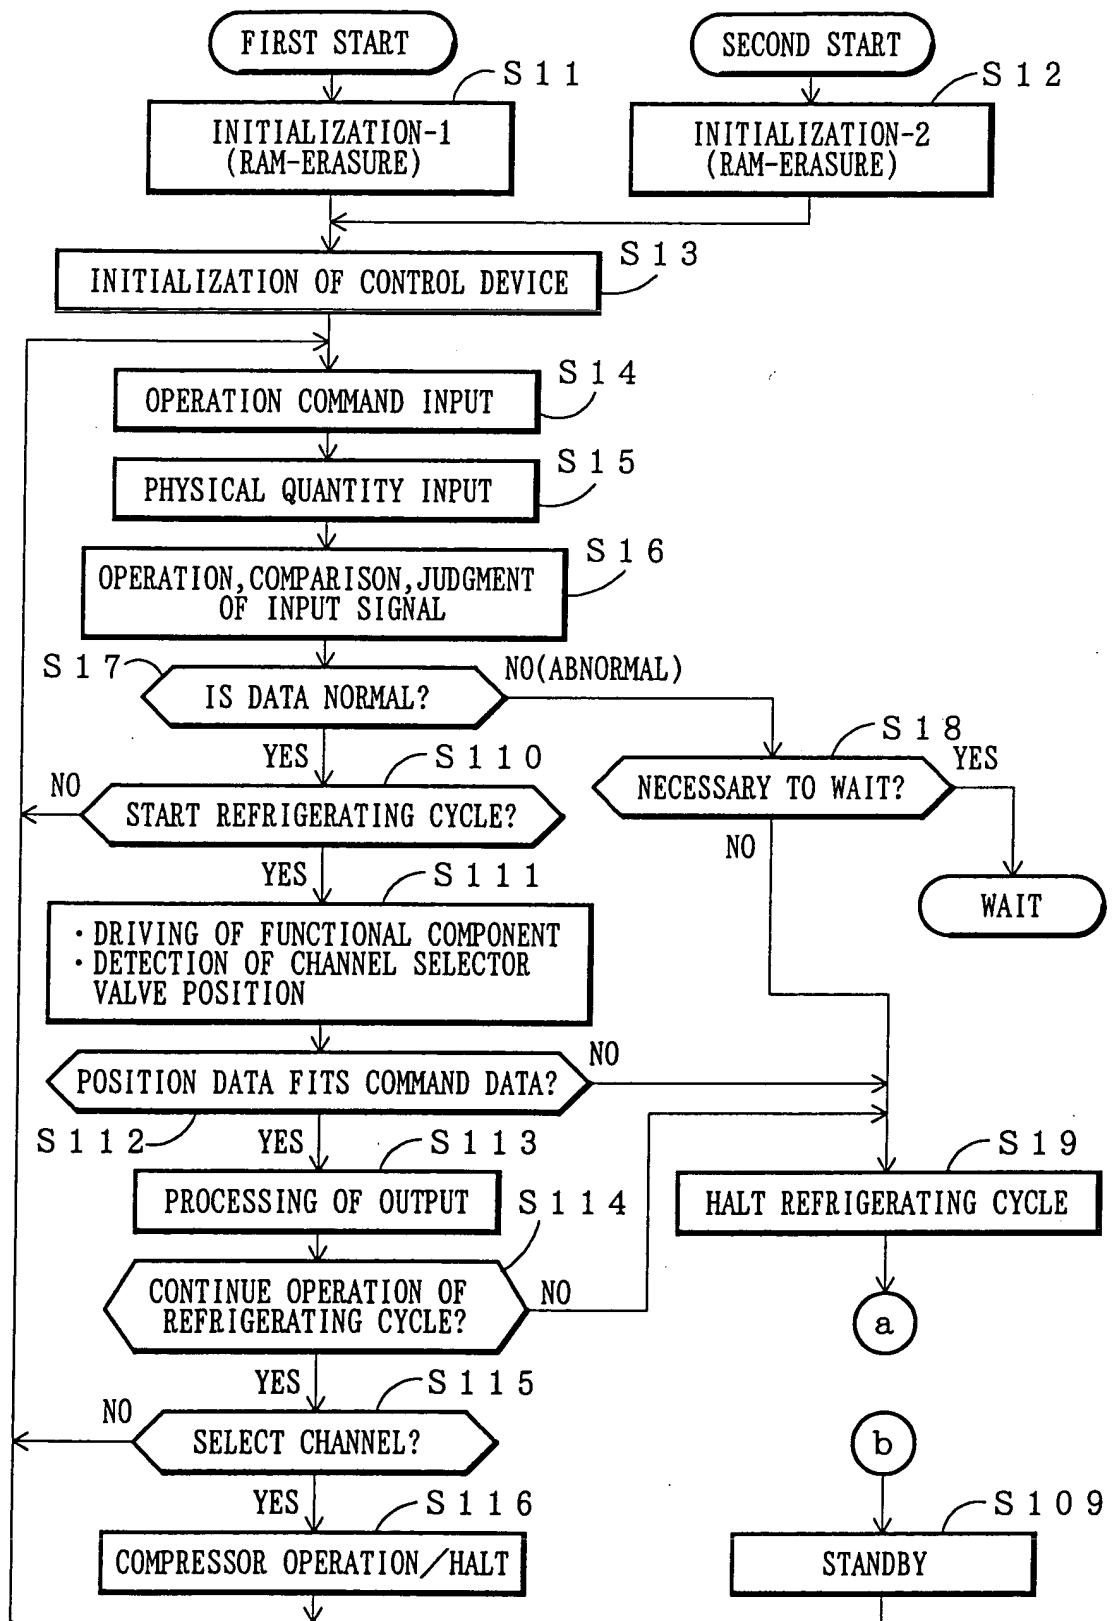 FIRST START
SECOND START
S11
S12
INITIALIZATION-1
(RAM-ERASURE)
INITIALIZATION-2
(RAM-ERASURE)
S13
INITIALIZATION OF CONTROL DEVICE
S14
OPERATION COMMAND INPUT
S15
PHYSICAL QUANTITY INPUT
S16
OPERATION,COMPARISON,JUDGMENT
OF INPUT SIGNAL
S17
NO(ABNORMAL)
IS DATA NORMAL?
S18
YES
S110
YES
NO
NECESSARY TO WAIT?
START REFRIGERATING CYCLE?
NO
YES
S111
WAIT
・DRIVING OF FUNCTIONAL COMPONENT
・DETECTION OF CHANNEL SELECTOR
VALVE POSITION
NO
POSITION DATA FITS COMMAND DATA?
S112
YES
S113
S19
PROCESSING OF OUTPUT
S114
HALT REFRIGERATING CYCLE
CONTINUE OPERATION OF
REFRIGERATING CYCLE?
NO
a
YES
S115
NO
SELECT CHANNEL?
b
YES
S116
S109
COMPRESSOR OPERATION/HALT
STANDBY